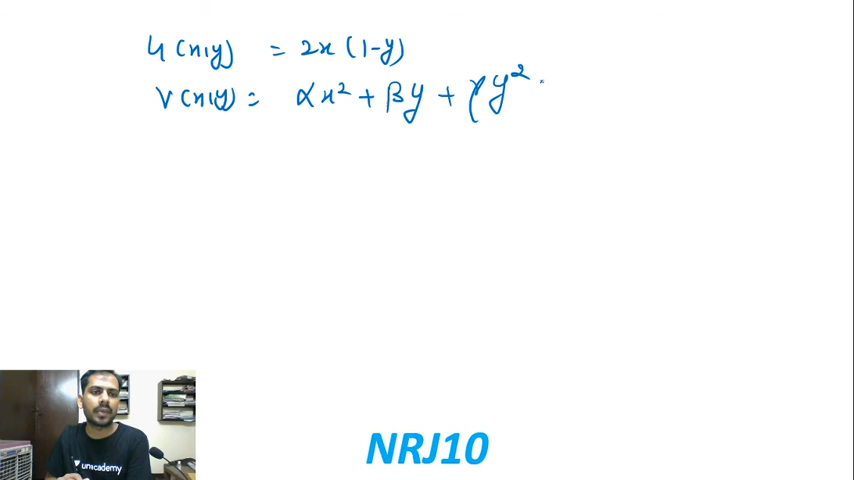 u(x,y) = 2x(1-y)
v(x,y) = αx² + βy + γy²
unacademy
NRJ10